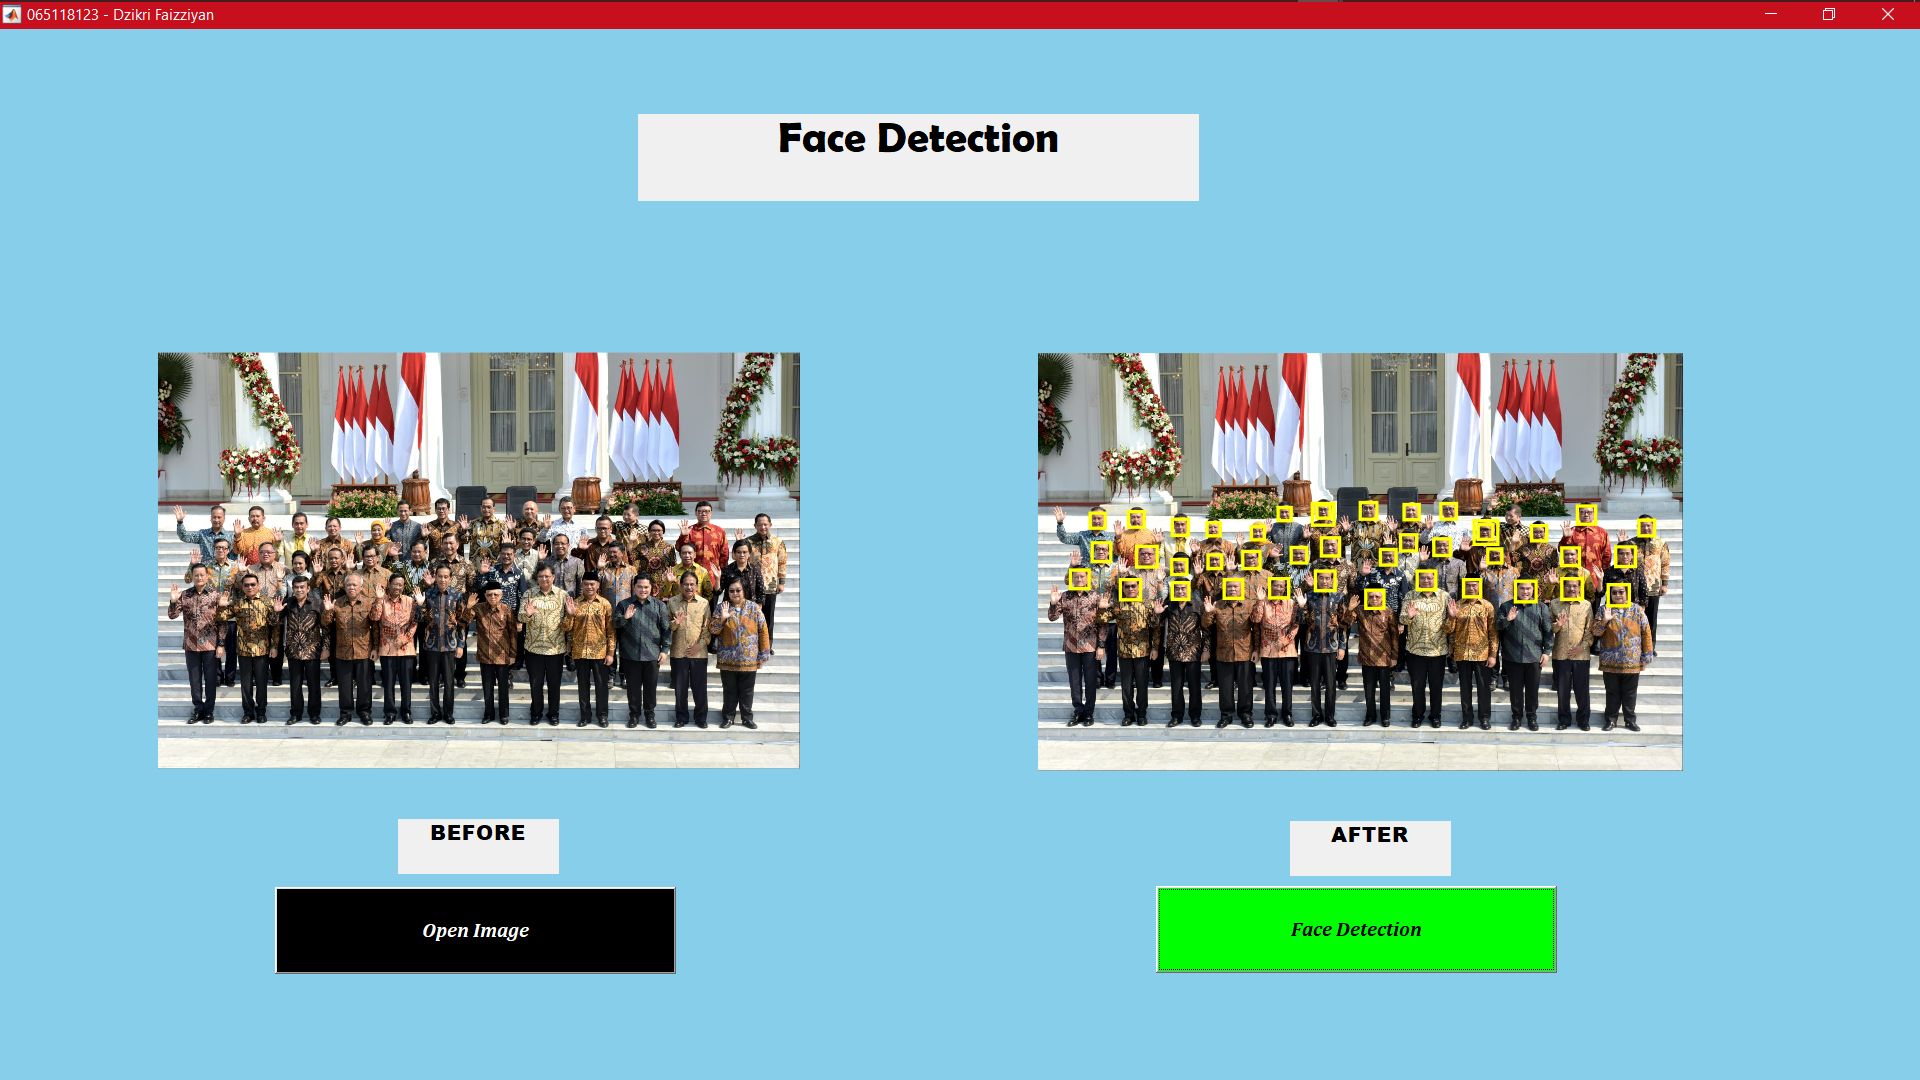 065118123 - Dzikri Faizziyan
Face Detection
BEFORE
AFTER
Open Image
Face Detection